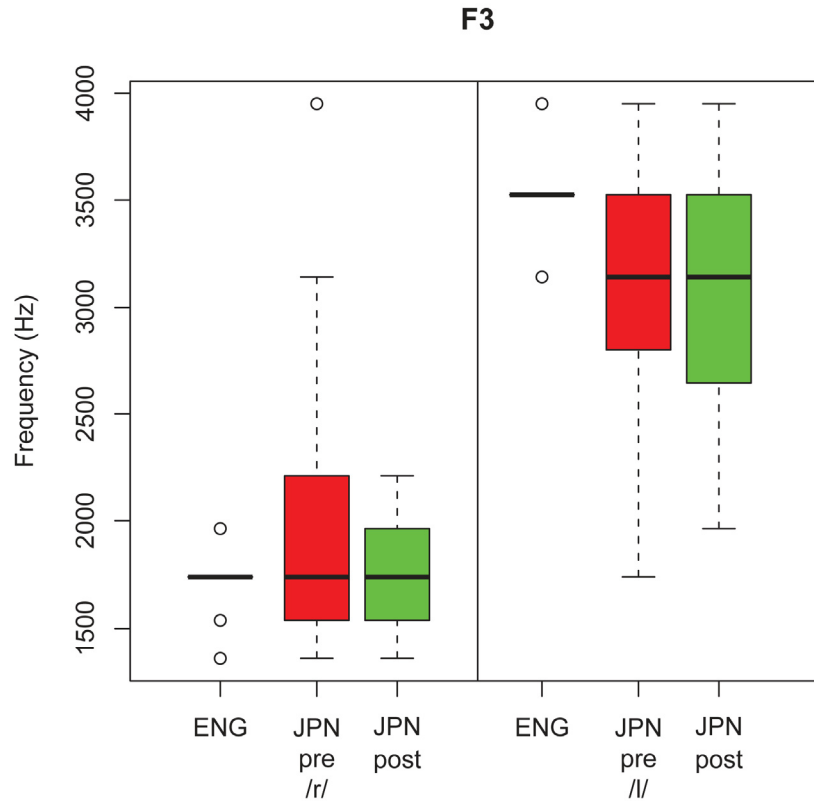 F3
Frequency (Hz)
4000
3500
3000
2500
2000
1500
ENG
JPN
pre
/r/
JPN
post
ENG
JPN
pre
/l/
JPN
post